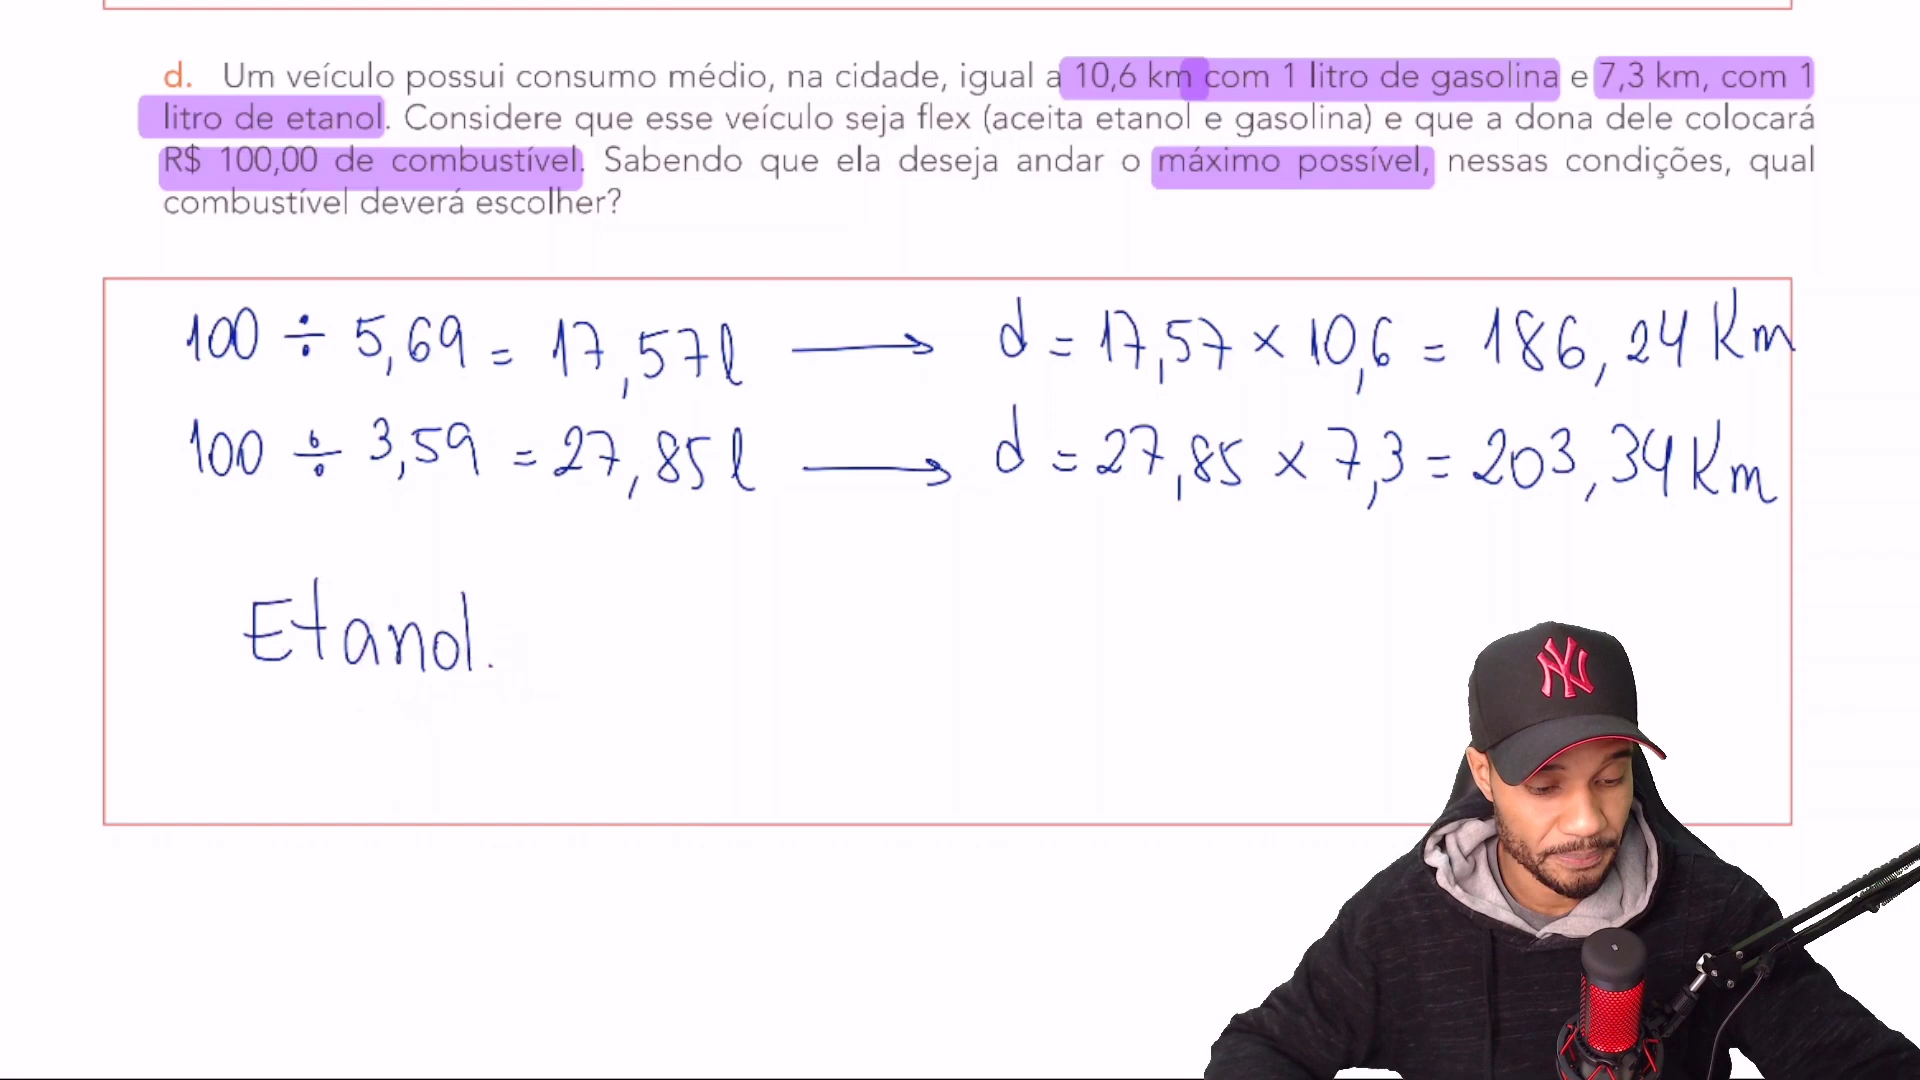 d. Um veículo possui consumo médio, na cidade, igual a 10,6 km com 1 litro de gasolina e 7,3 km, com 1
litro de etanol. Considere que esse veículo seja flex (aceita etanol e gasolina) e que a dona dele colocará
R$ 100,00 de combustível. Sabendo que ela deseja andar o máximo possível, nessas condições, qual
combustível deverá escolher?
100 ÷ 5,69 = 17,57l → d = 17,57 × 10,6 = 186,24 Km
100 ÷ 3,59 = 27,85l → d = 27,85 × 7,3 = 203,34 Km
Etanol.
NY